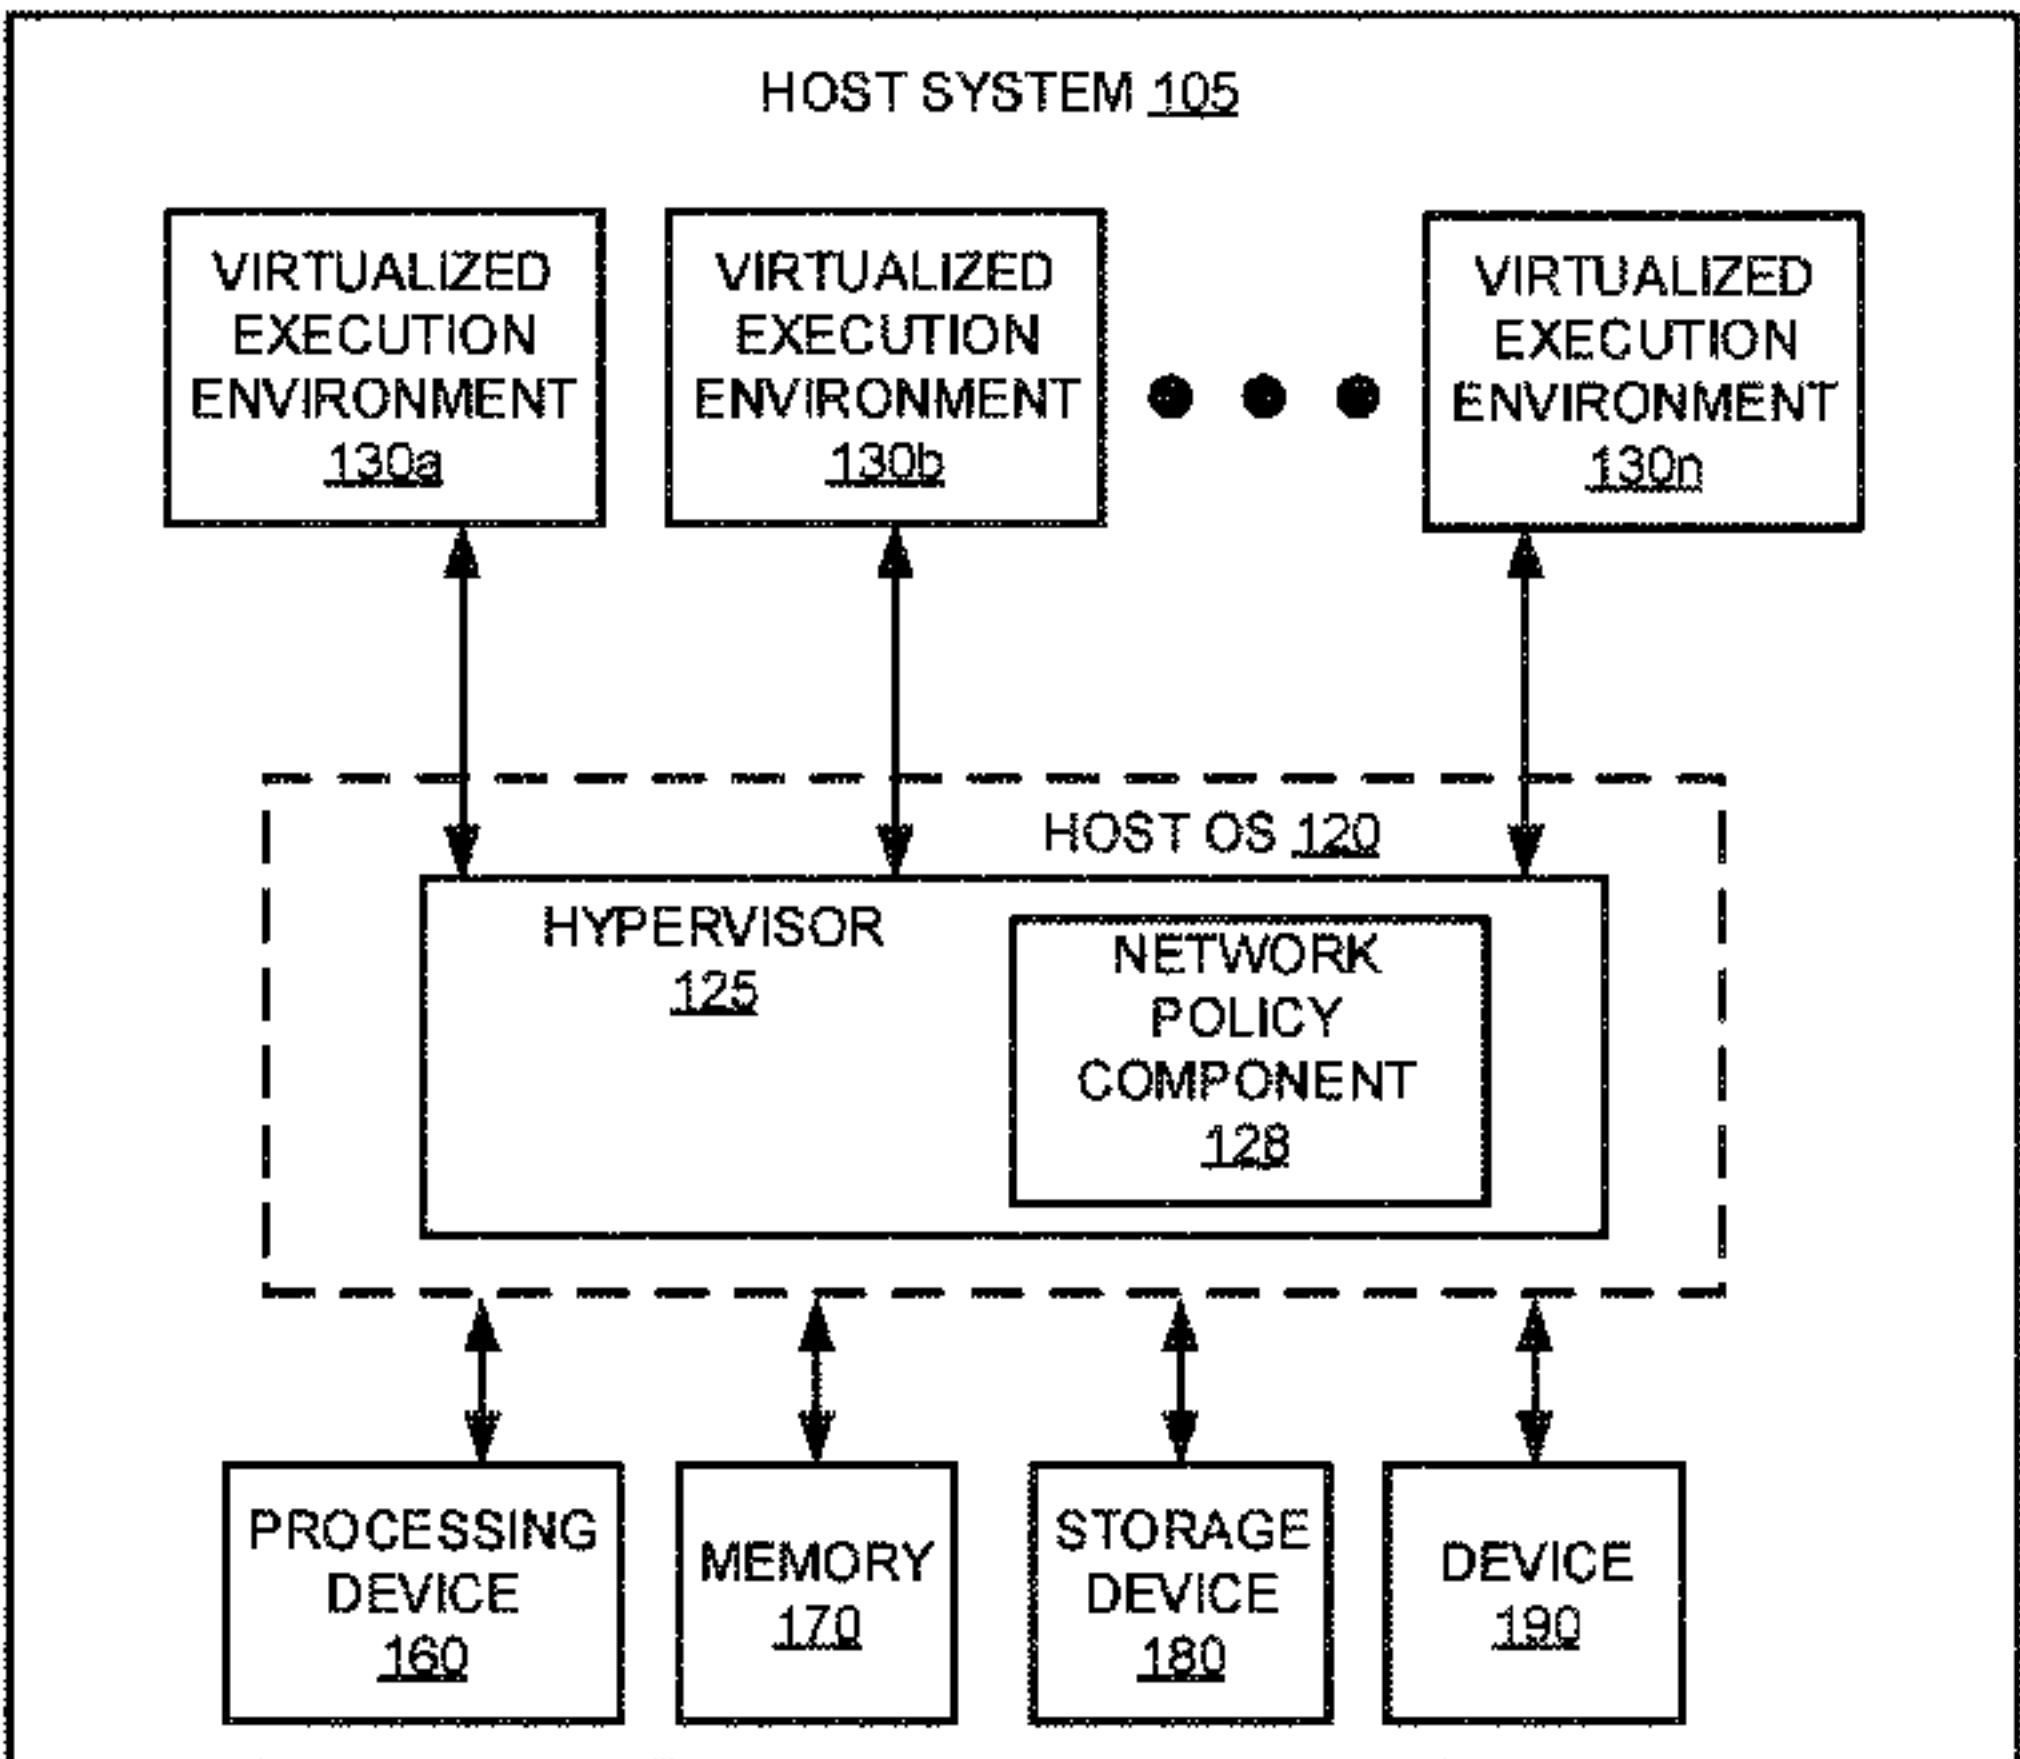 HOST SYSTEM 105
VIRTUALIZED
EXECUTION
ENVIRONMENT
130a
VIRTUALIZED
EXECUTION
ENVIRONMENT
130b
VIRTUALIZED
EXECUTION
ENVIRONMENT
130n
HOST OS 120
HYPERVISOR
125
NETWORK
POLICY
COMPONENT
128
PROCESSING
DEVICE
160
MEMORY
170
STORAGE
DEVICE
180
DEVICE
190